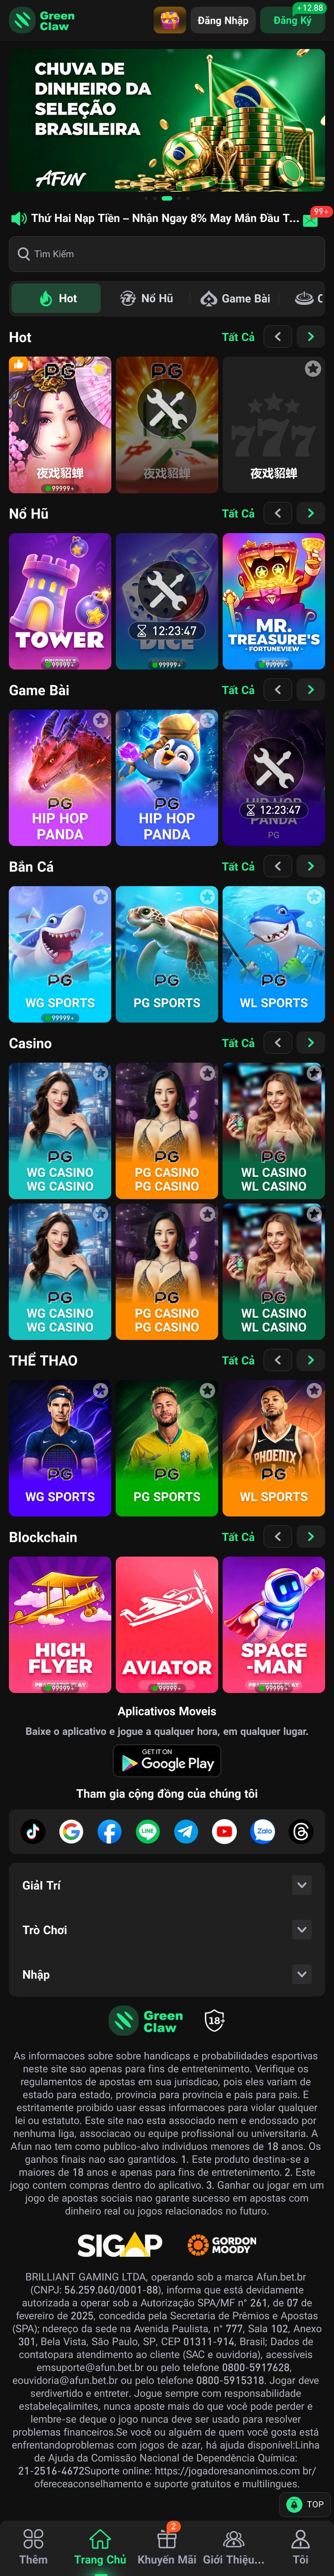 Green
Claw
Đăng Nhập
Đăng Ký
+12.88
CHUVA DE
DINHEIRO DA
SELEÇÃO
BRASILEIRA
AFUN
Thứ Hai Nạp Tiền – Nhận Ngay 8% May Mắn Đầu T...
99+
Tìm Kiếm
Hot
Nổ Hũ
Game Bài
C
Hot
Tất Cả
PG
夜戏貂蝉
99999+
PG
夜戏貂蝉
777
夜戏貂蝉
Nổ Hũ
Tất Cả
TOWER
ORIGINALS
99999+
DICE
12:23:47
99999+
MR.
TREASURE'S
FORTUNEVIEW
99999+
Game Bài
Tất Cả
PG
HIP HOP
PANDA
PG
HIP HOP
PANDA
HIP HOP
PANDA
12:23:47
PG
Bắn Cá
Tất Cả
PG
WG SPORTS
99999+
PG
PG SPORTS
PG
WL SPORTS
Casino
Tất Cả
PG
WG CASINO
WG CASINO
PG
PG CASINO
PG CASINO
PG
WL CASINO
WL CASINO
PG
WG CASINO
WG CASINO
PG
PG CASINO
PG CASINO
PG
WL CASINO
WL CASINO
THỂ THAO
Tất Cả
PG
WG SPORTS
PG
PG SPORTS
PHOENIX
PG
WL SPORTS
Blockchain
Tất Cả
HIGH
FLYER
99999+
AVIATOR
99999+
SPACE
-MAN
99999+
Aplicativos Moveis
Baixe o aplicativo e jogue a qualquer hora, em qualquer lugar.
GET IT ON
Google Play
Tham gia cộng đồng của chúng tôi
LINE
Zalo
Giải Trí
Trò Chơi
Nhập
Green
Claw
18+
As informacoes sobre sobre handicaps e probabilidades esportivas
neste site sao apenas para fins de entretenimento. Verifique os
regulamentos de apostas em sua jurisdicao, pois eles variam de
estado para estado, provincia para provincia e pais para pais. E
estritamente proibido uasr essas informacoes para violar qualquer
lei ou estatuto. Este site nao esta associado nem e endossado por
nenhuma liga, associacao ou equipe profissional ou universitaria. A
Afun nao tem como publico-alvo individuos menores de 18 anos. Os
ganhos finais nao sao garantidos. 1. Este produto destina-se a
maiores de 18 anos e apenas para fins de entretenimento. 2. Este
jogo contem compras dentro do aplicativo. 3. Ganhar ou jogar em um
jogo de apostas sociais nao garante sucesso em apostas com
dinheiro real ou jogos relacionados no futuro.
SIGAP
GORDON
MOODY
BRILLIANT GAMING LTDA, operando sob a marca Afun.bet.br
(CNPJ: 56.259.060/0001-88), informa que está devidamente
autorizada a operar sob a Autorização SPA/MF n° 261, de 07 de
fevereiro de 2025, concedida pela Secretaria de Prêmios e Apostas
(SPA); ndereço da sede na Avenida Paulista, n° 777, Sala 102, Anexo
301, Bela Vista, São Paulo, SP, CEP 01311-914, Brasil; Dados de
contatopara atendimento ao cliente (SAC e ouvidoria), acessíveis
emsuporte@afun.bet.br ou pelo telefone 0800-5917628,
eouvidoria@afun.bet.br ou pelo telefone 0800-5915318. Jogar deve
serdivertido e entreter. Jogue sempre com responsabilidade
estabeleçalimites, nunca aposte mais do que você pode perder e
lembre-se deque o jogo nunca deve ser usado para resolver
problemas financeiros.Se você ou alguém de quem você gosta está
enfrentandoproblemas com jogos de azar, há ajuda disponível:Linha
de Ajuda da Comissão Nacional de Dependência Química:
21-2516-4672Suporte online: https://jogadoresanonimos.com br/
ofereceaconselhamento e suporte gratuitos e multilingues.
TOP
Thêm
Trang Chủ
2
Khuyến Mãi
Giới Thiệu...
Tôi